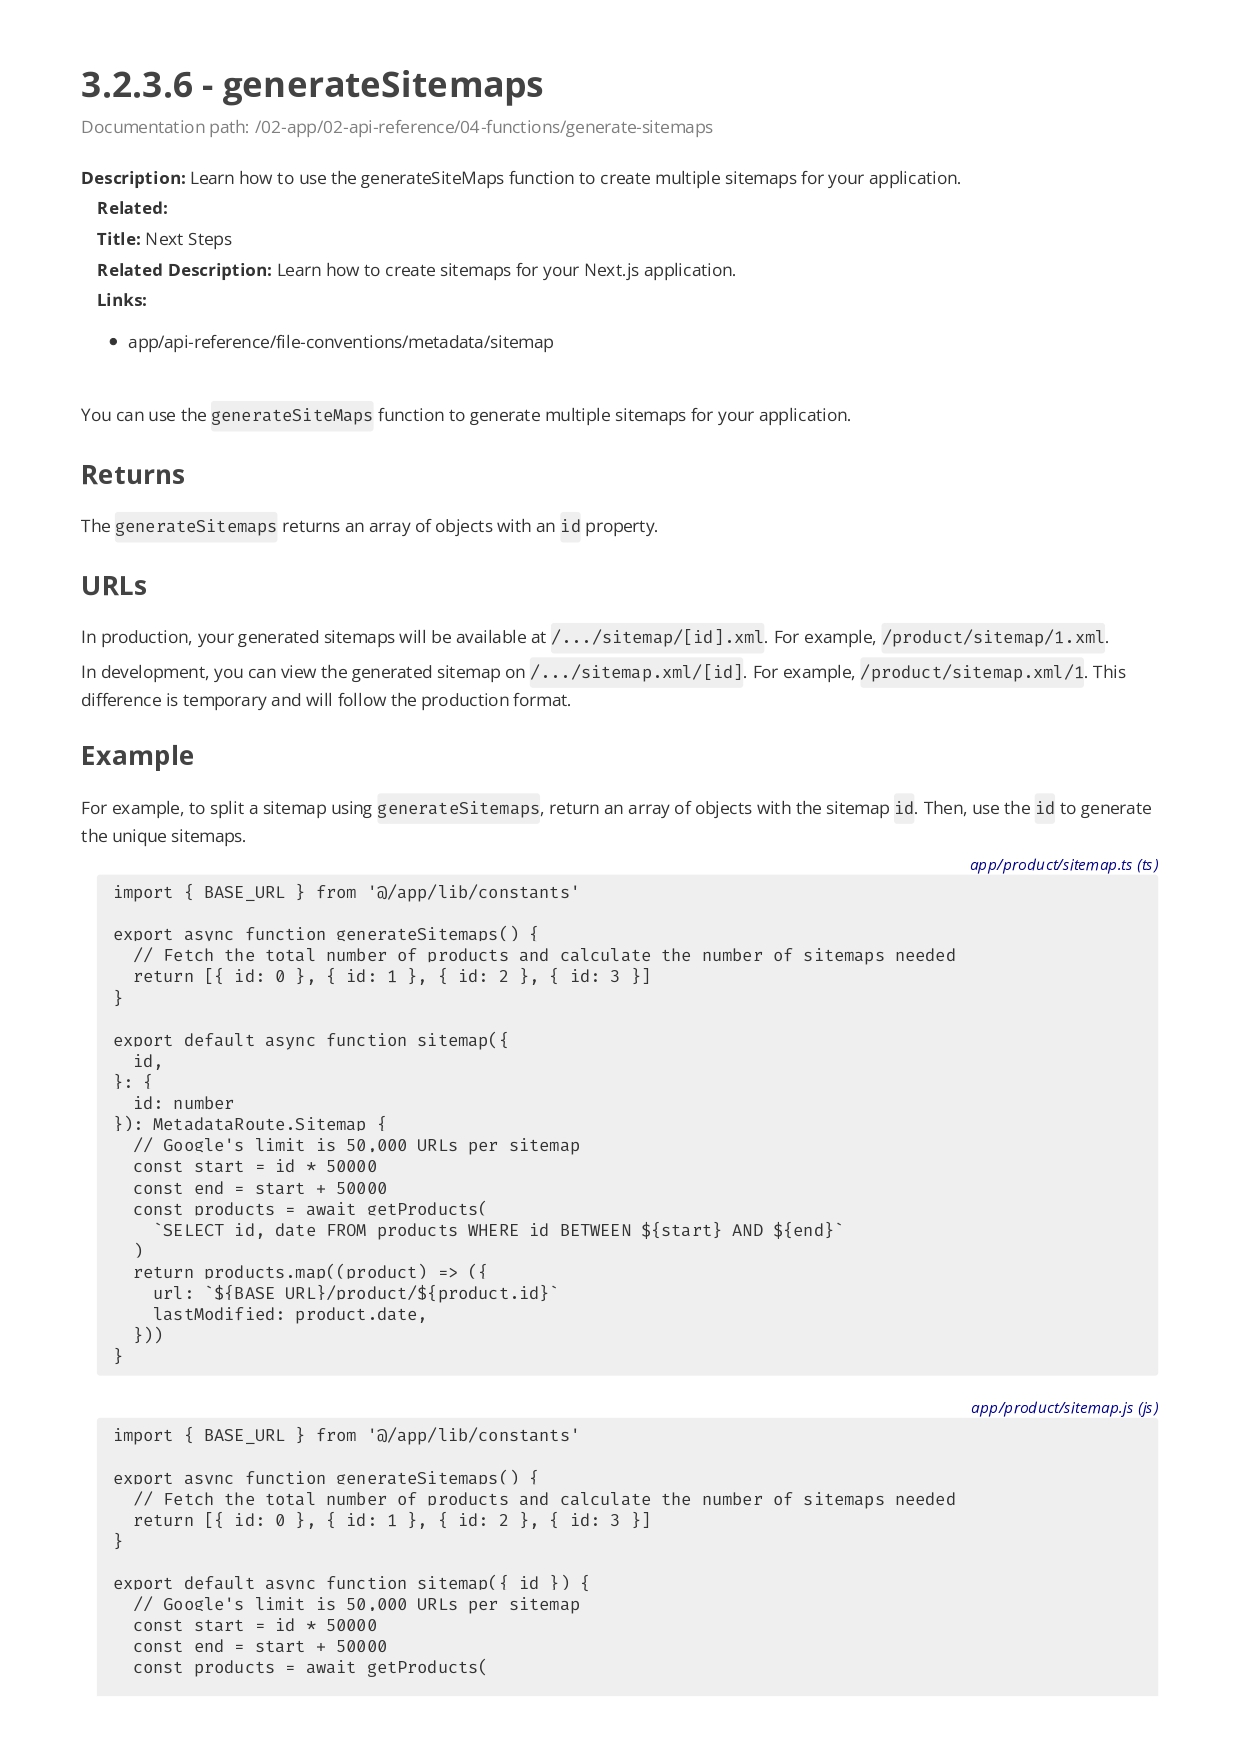 3.2.3.6 - generateSitemaps
Documentation path: /02-app/02-api-reference/04-functions/generate-sitemaps
Description: Learn how to use the generateSiteMaps function to create multiple sitemaps for your application.
Related:
Title: Next Steps
Related Description: Learn how to create sitemaps for your Next.js application.
Links:
• app/api-reference/file-conventions/metadata/sitemap
You can use the generateSiteMaps function to generate multiple sitemaps for your application.
Returns
The generateSitemaps returns an array of objects with an id property.
URLs
In production, your generated sitemaps will be available at /.../sitemap/[id].xml. For example, /product/sitemap/1.xml.
In development, you can view the generated sitemap on /.../sitemap.xml/[id]. For example, /product/sitemap.xml/1. This
difference is temporary and will follow the production format.
Example
For example, to split a sitemap using generateSitemaps, return an array of objects with the sitemap id. Then, use the id to generate
the unique sitemaps.
app/product/sitemap.ts (ts)
import { BASE_URL } from '@/app/lib/constants'

export async function generateSitemaps() {
  // Fetch the total number of products and calculate the number of sitemaps needed
  return [{ id: 0 }, { id: 1 }, { id: 2 }, { id: 3 }]
}

export default async function sitemap({
  id,
}: {
  id: number
}): MetadataRoute.Sitemap {
  // Google's limit is 50,000 URLs per sitemap
  const start = id * 50000
  const end = start + 50000
  const products = await getProducts(
    `SELECT id, date FROM products WHERE id BETWEEN ${start} AND ${end}`
  )
  return products.map((product) => ({
    url: `${BASE_URL}/product/${product.id}`
    lastModified: product.date,
  }))
}
app/product/sitemap.js (js)
import { BASE_URL } from '@/app/lib/constants'

export async function generateSitemaps() {
  // Fetch the total number of products and calculate the number of sitemaps needed
  return [{ id: 0 }, { id: 1 }, { id: 2 }, { id: 3 }]
}

export default async function sitemap({ id }) {
  // Google's limit is 50,000 URLs per sitemap
  const start = id * 50000
  const end = start + 50000
  const products = await getProducts(